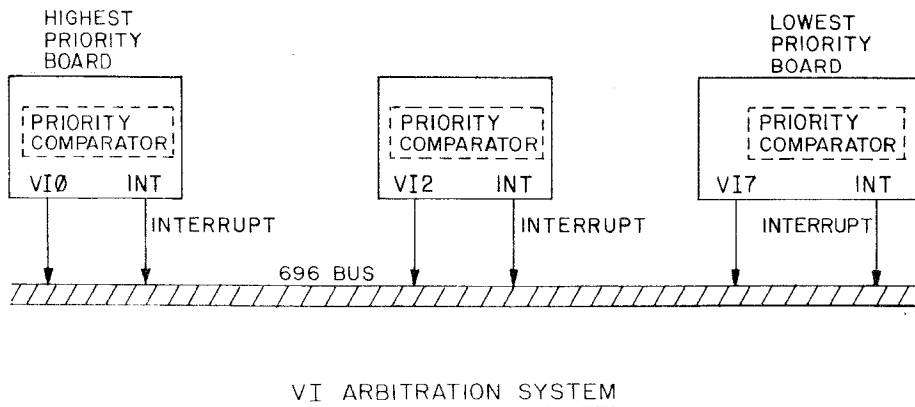 HIGHEST
PRIORITY
BOARD
PRIORITY
COMPARATOR
VI0 INT
INTERRUPT
PRIORITY
COMPARATOR
VI2 INT
INTERRUPT
LOWEST
PRIORITY
BOARD
PRIORITY
COMPARATOR
VI7 INT
INTERRUPT
696 BUS
VI ARBITRATION SYSTEM